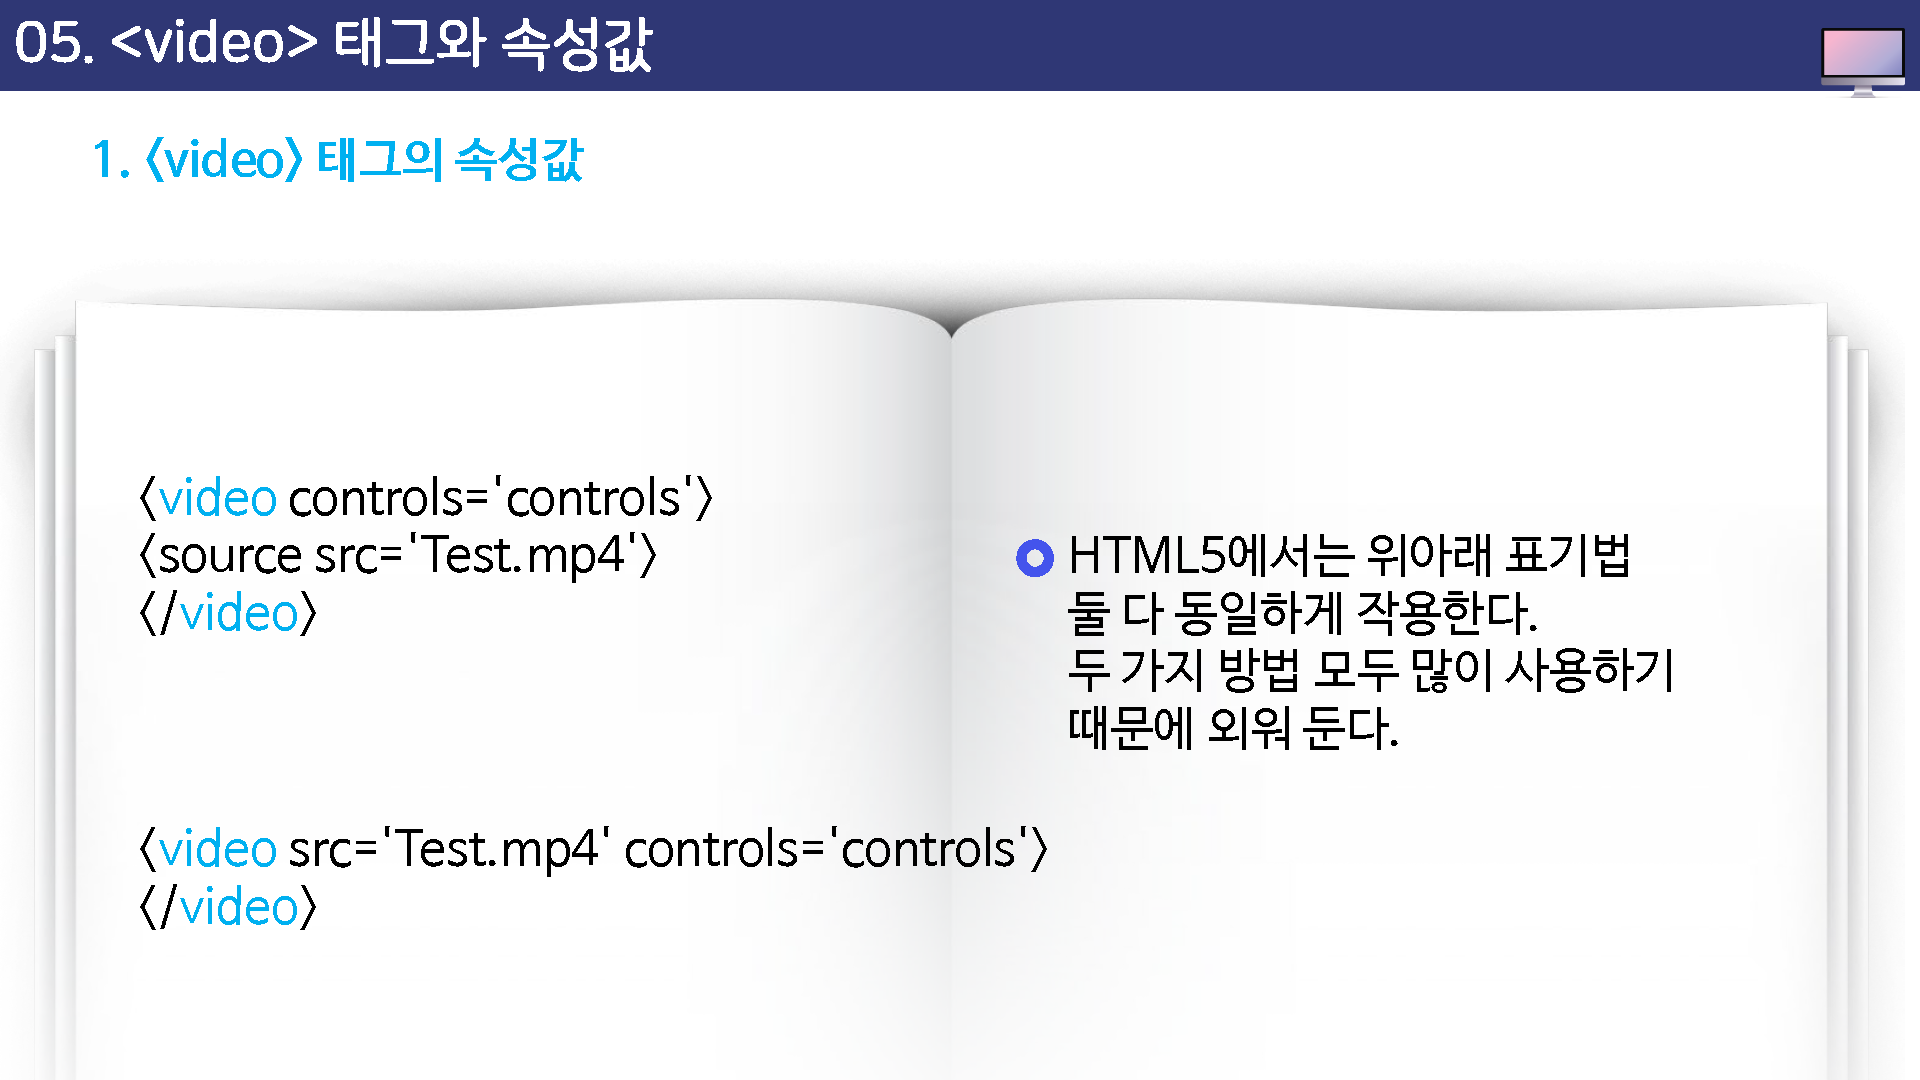 05. <video> 태그와 속성값
1. <video> 태그의 속성값
<video controls='controls'>
<source src='Test.mp4'>
</video>
HTML5에서는 위아래 표기법
둘 다 동일하게 작용한다.
두 가지 방법 모두 많이 사용하기
때문에 외워 둔다.
<video src='Test.mp4' controls='controls'>
</video>